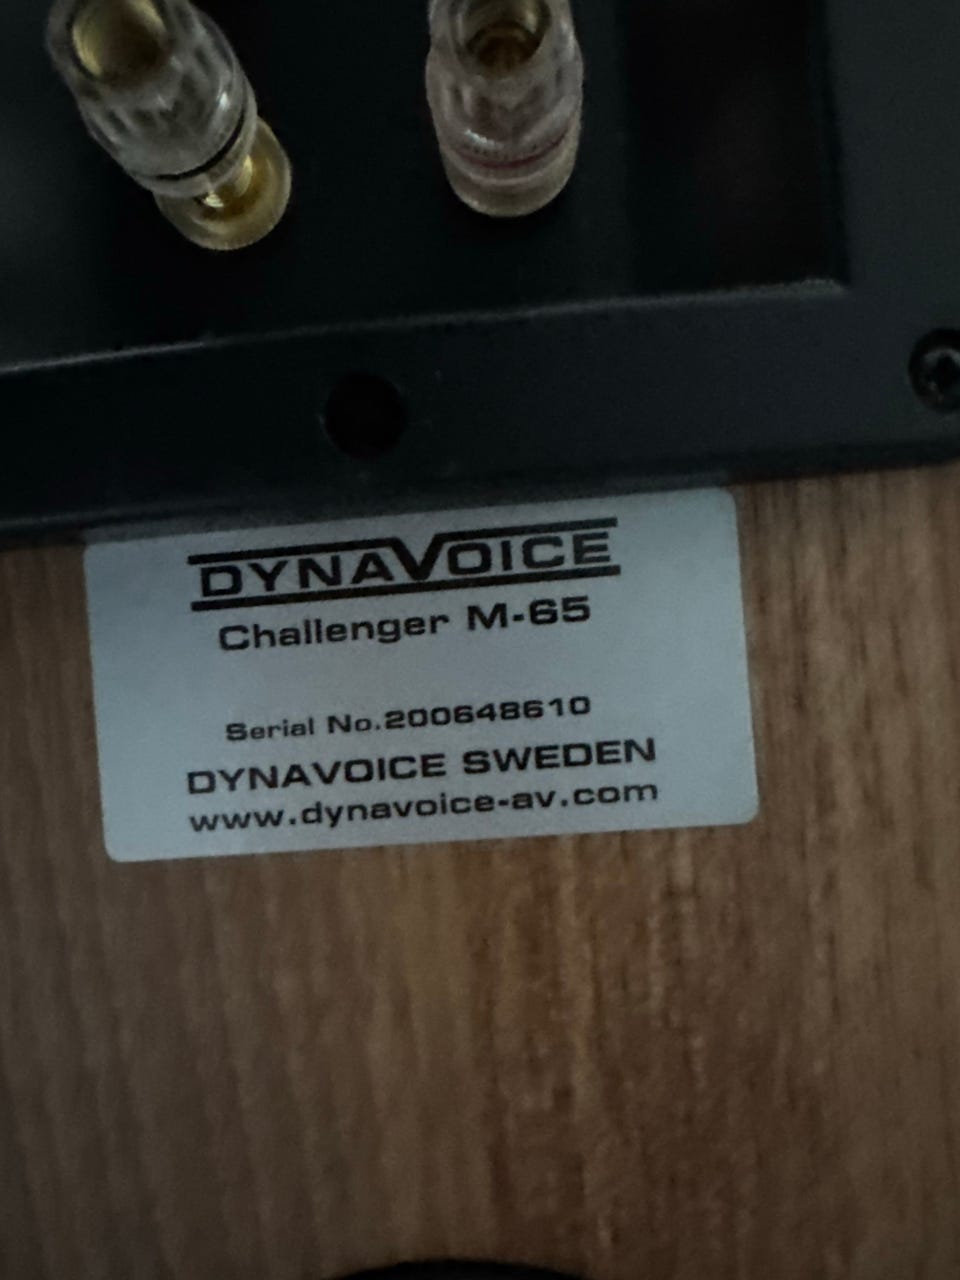 DYNAVOICE
Challenger M-65
Serial No.200648610
DYNAVOICE SWEDEN
www.dynavoice-av.com